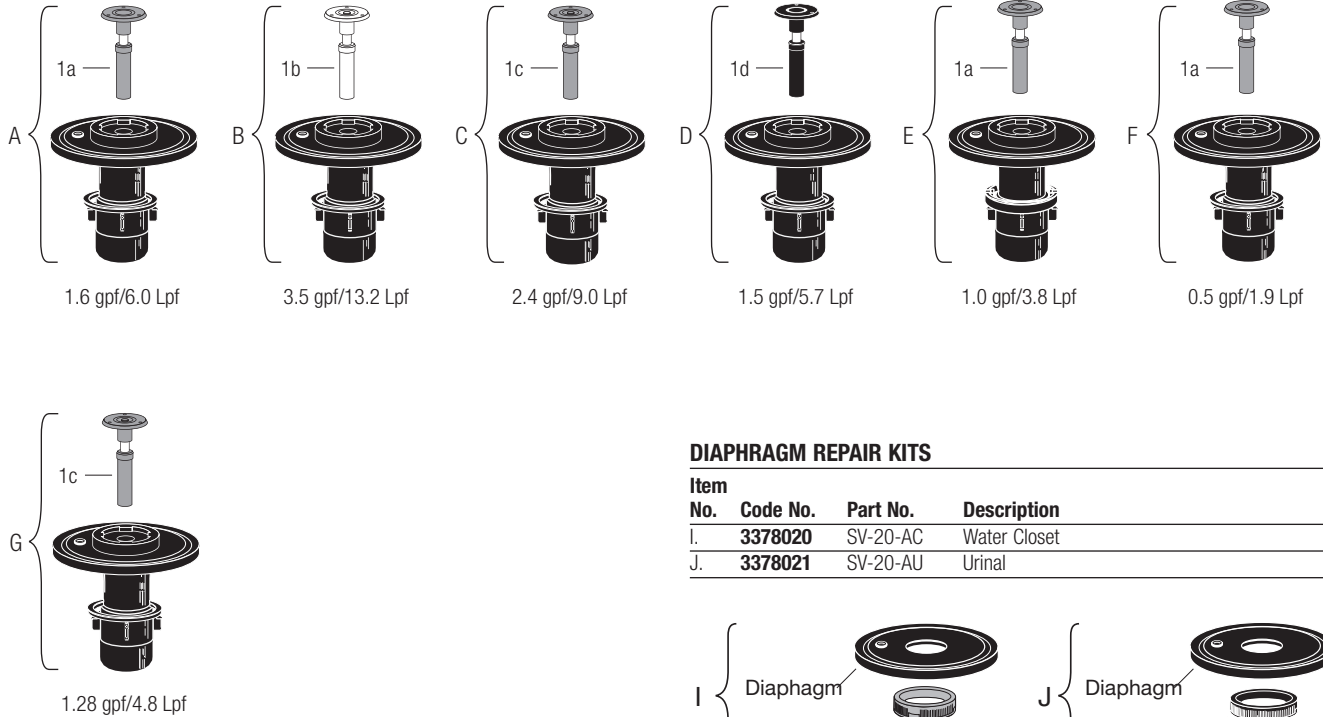 1a
1b
1c
1d
1a
1a
A
B
C
D
E
F
1.6 gpf/6.0 Lpf
3.5 gpf/13.2 Lpf
2.4 gpf/9.0 Lpf
1.5 gpf/5.7 Lpf
1.0 gpf/3.8 Lpf
0.5 gpf/1.9 Lpf
1c
G
1.28 gpf/4.8 Lpf
DIAPHRAGM REPAIR KITS
Item
No. Code No. Part No. Description
I. 3378020 SV-20-AC Water Closet
J. 3378021 SV-20-AU Urinal
I
Diaphagm
J
Diaphagm